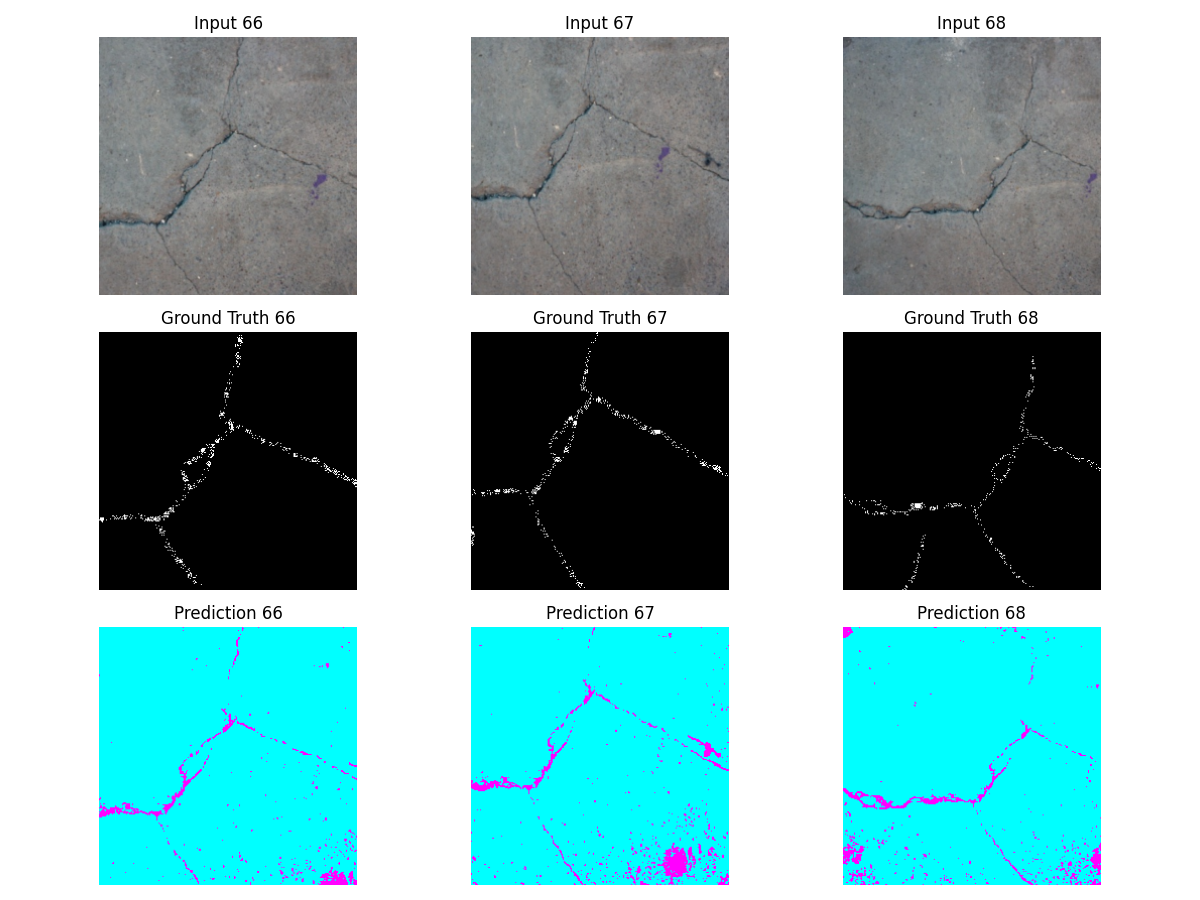 Input 66
Input 67
Input 68
Ground Truth 66
Ground Truth 67
Ground Truth 68
Prediction 66
Prediction 67
Prediction 68